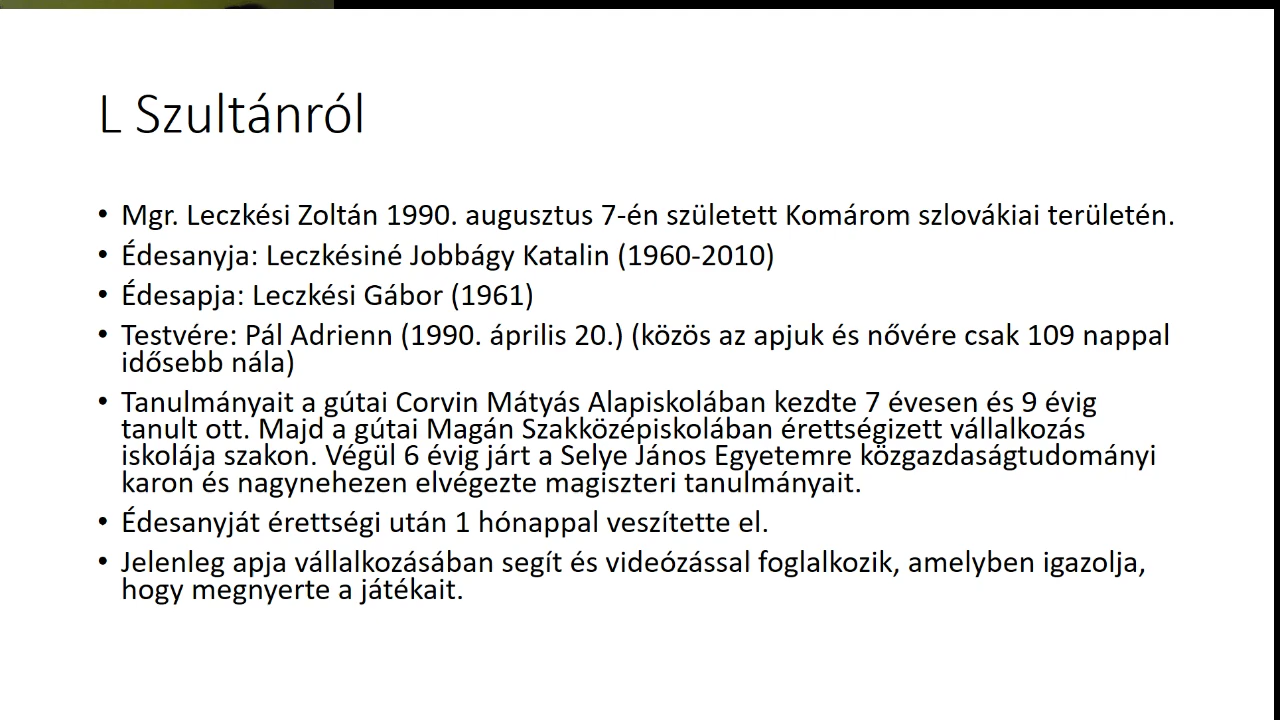 L Szultánról
• Mgr. Leczkési Zoltán 1990. augusztus 7-én született Komárom szlovákiai területén.
• Édesanyja: Leczkésiné Jobbágy Katalin (1960-2010)
• Édesapja: Leczkési Gábor (1961)
• Testvére: Pál Adrienn (1990. április 20.) (közös az apjuk és nővére csak 109 nappal
idősebb nála)
• Tanulmányait a gútai Corvin Mátyás Alapiskolában kezdte 7 évesen és 9 évig
tanult ott. Majd a gútai Magán Szakközépiskolában érettségizett vállalkozás
iskolája szakon. Végül 6 évig járt a Selye János Egyetemre közgazdaságtudományi
karon és nagynehezen elvégezte magiszteri tanulmányait.
• Édesanyját érettségi után 1 hónappal veszítette el.
• Jelenleg apja vállalkozásában segít és videózással foglalkozik, amelyben igazolja,
hogy megnyerte a játékait.